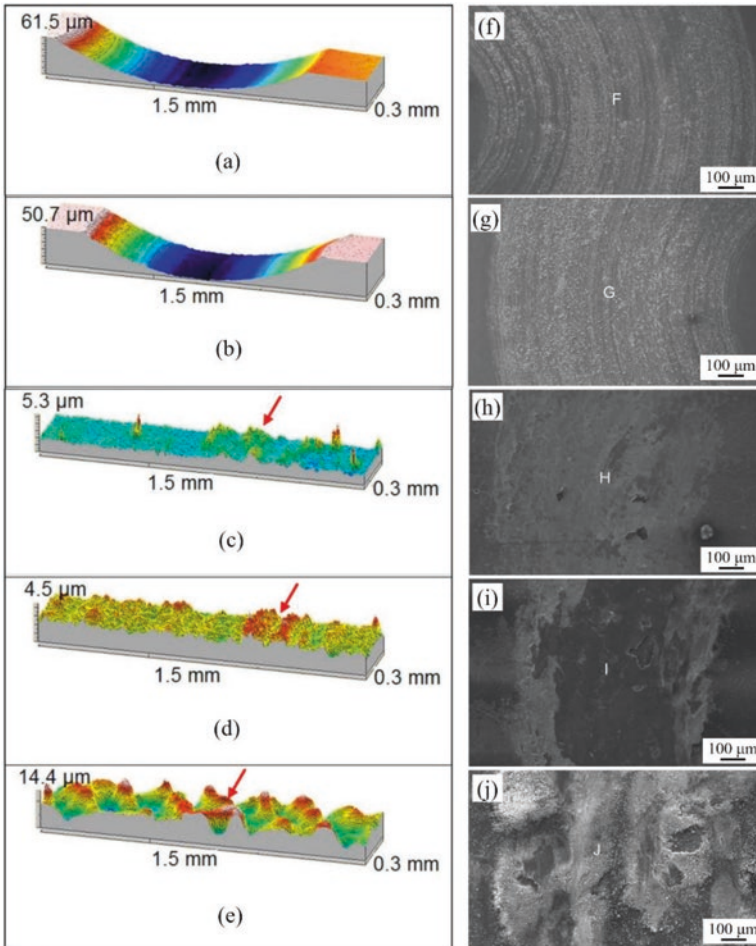 61.5 μm
1.5 mm
0.3 mm
(a)
50.7 μm
1.5 mm
0.3 mm
(b)
5.3 μm
1.5 mm
0.3 mm
(c)
4.5 μm
1.5 mm
0.3 mm
(d)
14.4 μm
1.5 mm
0.3 mm
(e)
(f)
F
100 μm
(g)
G
100 μm
(h)
H
100 μm
(i)
I
100 μm
(j)
J
100 μm